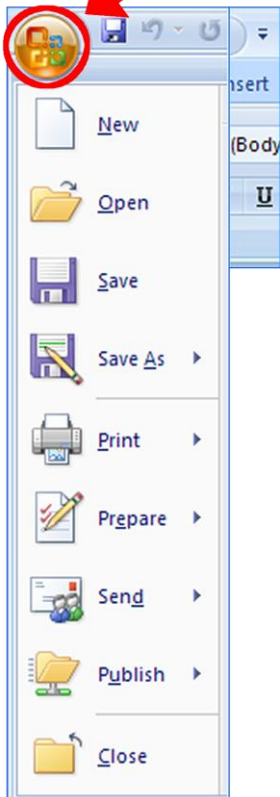 nsert
(Body
U
New
Open
Save
Save As
Print
Prepare
Send
Publish
Close